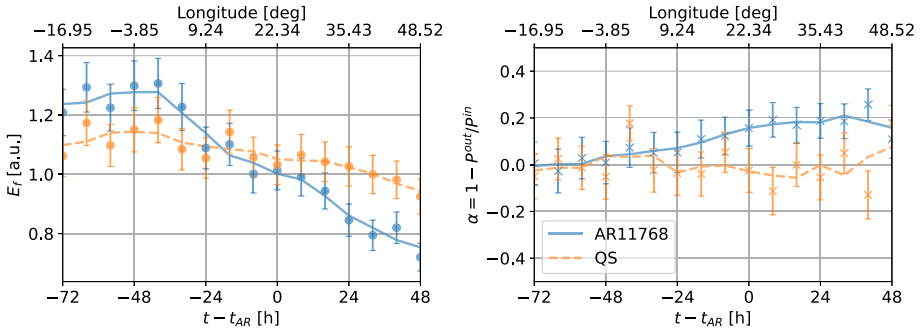 Longitude [deg]
−16.95 −3.85 9.24 22.34 35.43 48.52
1.4
1.2
1.0
0.8
E_f [a.u.]
−72 −48 −24 0 24 48
t − t_AR [h]
Longitude [deg]
−16.95 −3.85 9.24 22.34 35.43 48.52
0.4
0.2
0.0
−0.2
−0.4
α = 1 − P^out/P^in
AR11768
QS
−72 −48 −24 0 24 48
t − t_AR [h]